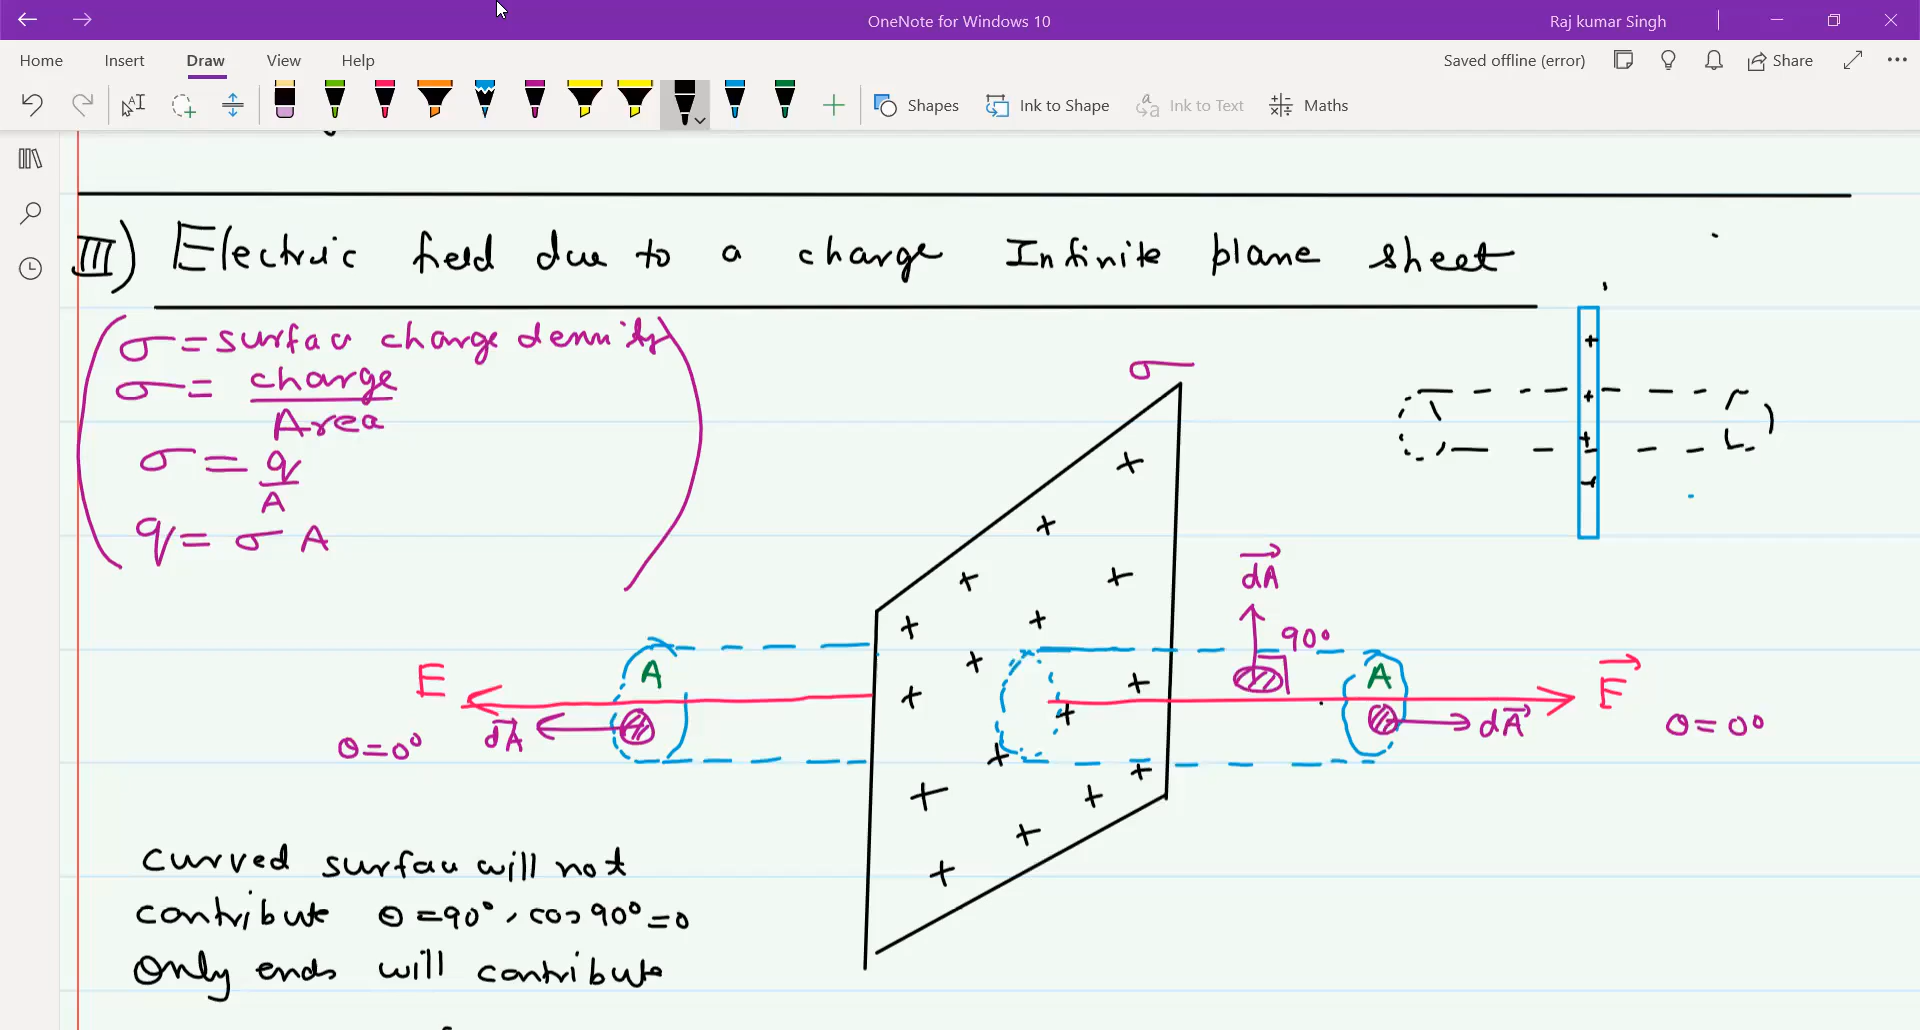 OneNote for Windows 10
Raj kumar Singh
Home Insert Draw View Help
Saved offline (error) Share
Shapes Ink to Shape Ink to Text Maths
III) Electric field due to a charge Infinite plane sheet
σ = surface charge density
σ = charge / Area
σ = q / A
q = σ A
σ
dA
90°
E
A
A
E
θ = 0°
dA
dA
θ = 0°
curved surface will not
contribute θ = 90°, cos 90° = 0
Only ends will contribute